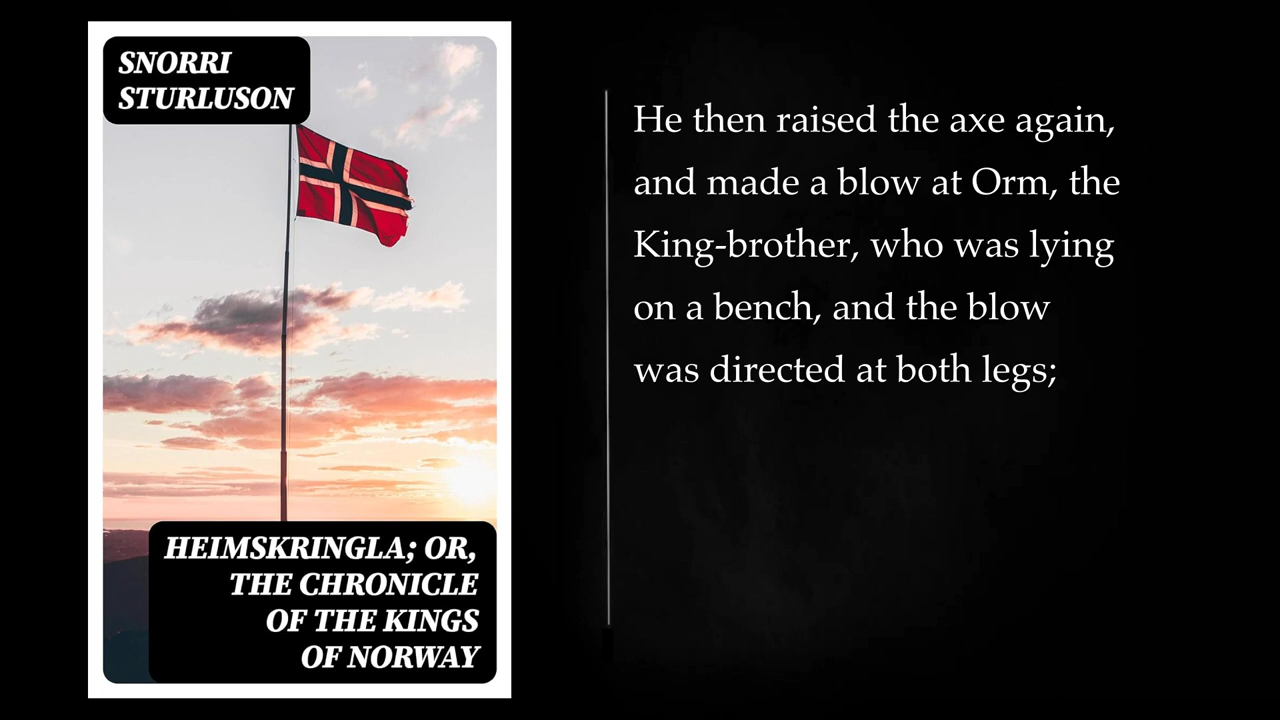 SNORRI
STURLUSON
HEIMSKRINGLA; OR,
THE CHRONICLE
OF THE KINGS
OF NORWAY
He then raised the axe again,
and made a blow at Orm, the
King-brother, who was lying
on a bench, and the blow
was directed at both legs;